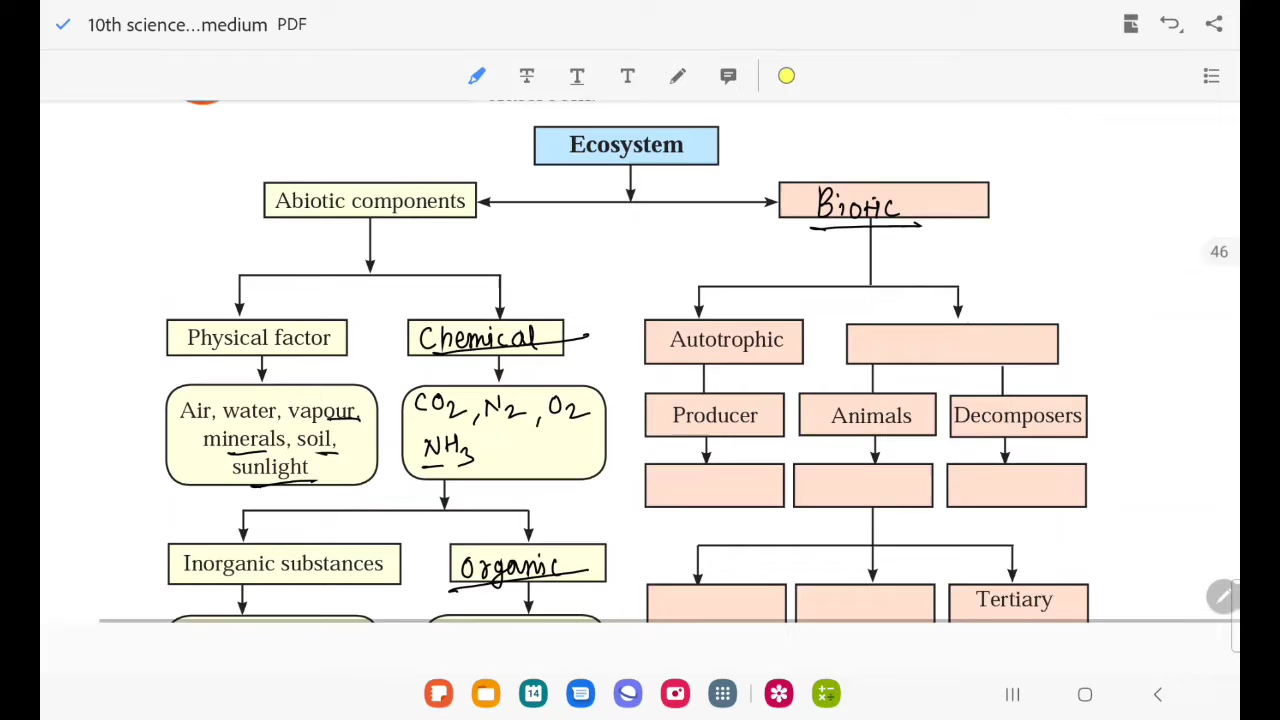 10th science...medium PDF
Ecosystem
Abiotic components
Biotic
46
Physical factor
Chemical
Autotrophic
Air, water, vapour,
minerals, soil,
sunlight
CO2, N2, O2
NH3
Producer
Animals
Decomposers
Inorganic substances
Organic
Tertiary
14